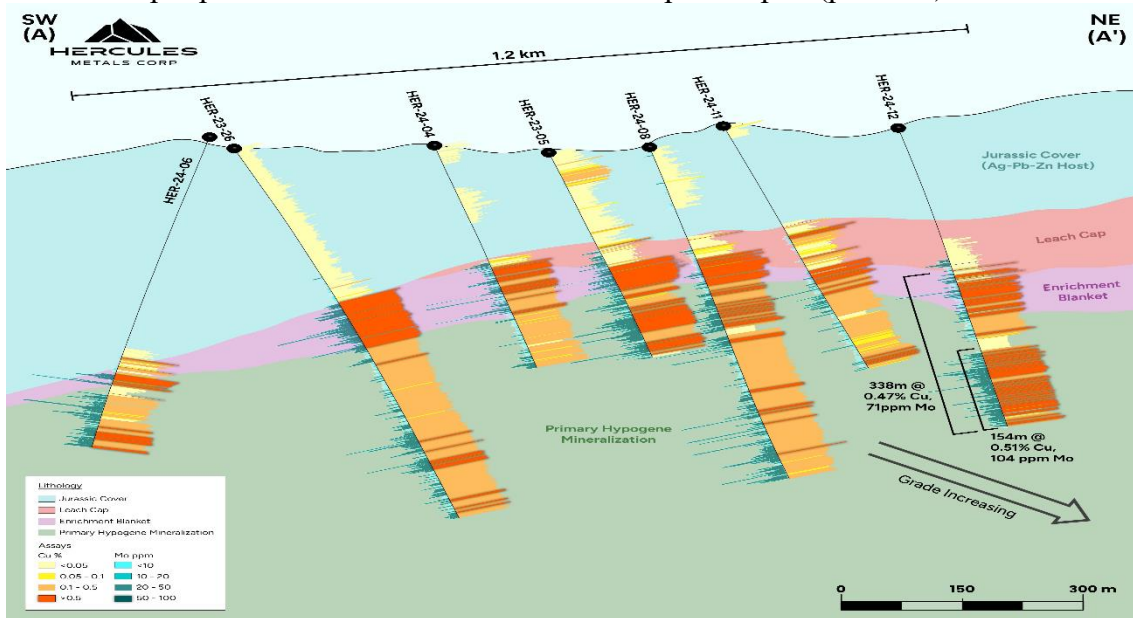 SW
(A)
HERCULES
METALS CORP
NE
(A')
1.2 km
HER-24-06
HER-23-26
HER-24-04
HER-23-05
HER-24-08
HER-24-11
HER-24-12
Jurassic Cover
(Ag-Pb-Zn Host)
Leach Cap
Enrichment
Blanket
Primary Hypogene
Mineralization
338m @
0.47% Cu,
71ppm Mo
154m @
0.51% Cu,
104 ppm Mo
Grade Increasing
Lithology
Jurassic Cover
Leach Cap
Enrichment Blanket
Primary Hypogene Mineralization
Assays
Cu % Mo ppm
<0.05 <10
0.05 - 0.1 10 - 20
0.1 - 0.5 20 - 50
>0.5 50 - 100
0 150 300 m